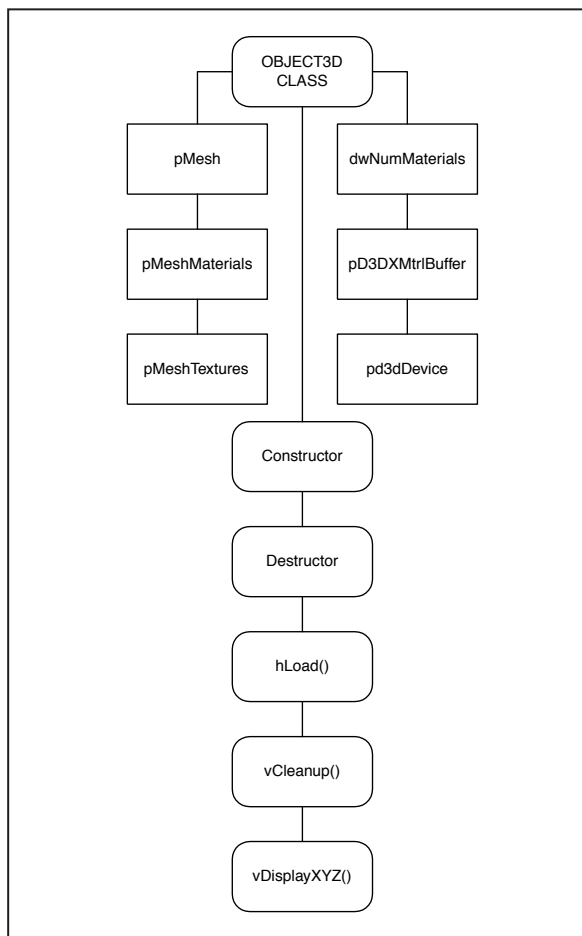 OBJECT3D
CLASS
pMesh
dwNumMaterials
pMeshMaterials
pD3DXMtrlBuffer
pMeshTextures
pd3dDevice
Constructor
Destructor
hLoad()
vCleanup()
vDisplayXYZ()